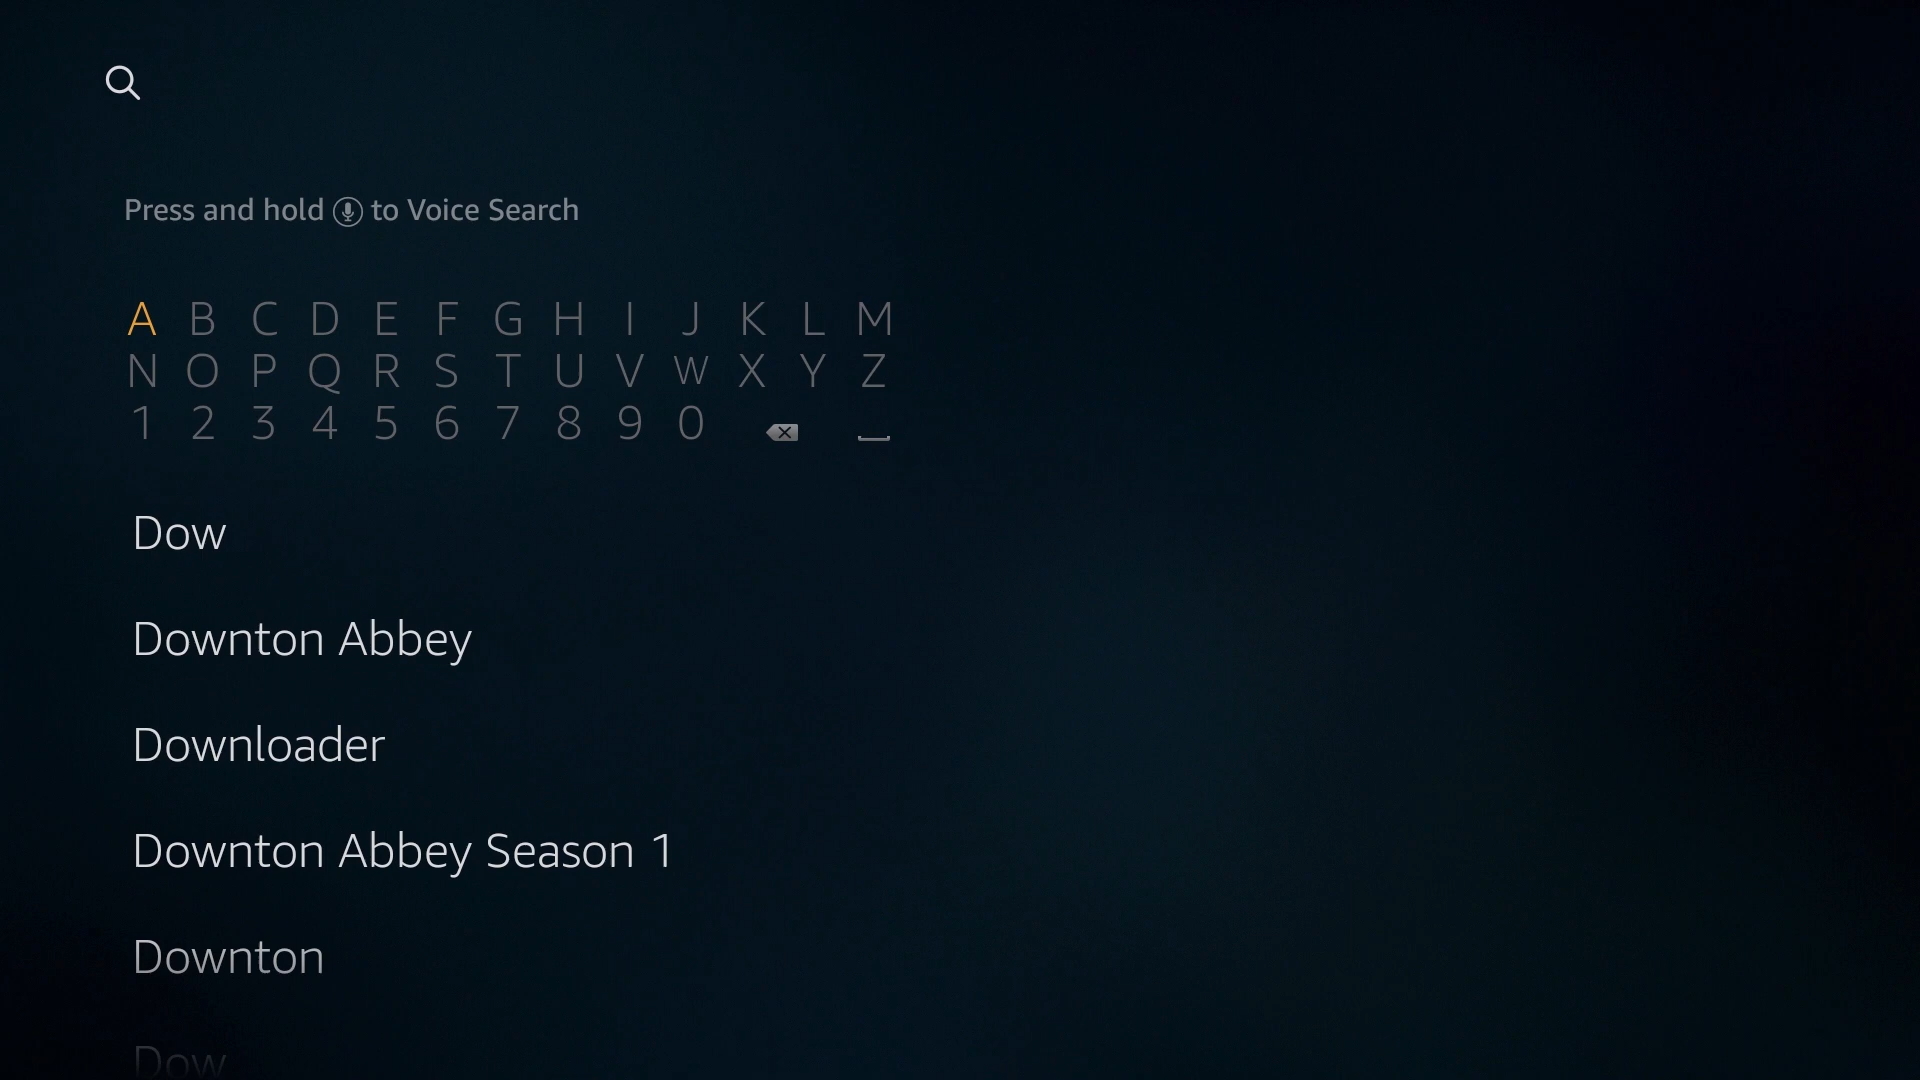 Press and hold to Voice Search
A B C D E F G H I J K L M
N O P Q R S T U V W X Y Z
1 2 3 4 5 6 7 8 9 0
Dow
Downton Abbey
Downloader
Downton Abbey Season 1
Downton
Dow